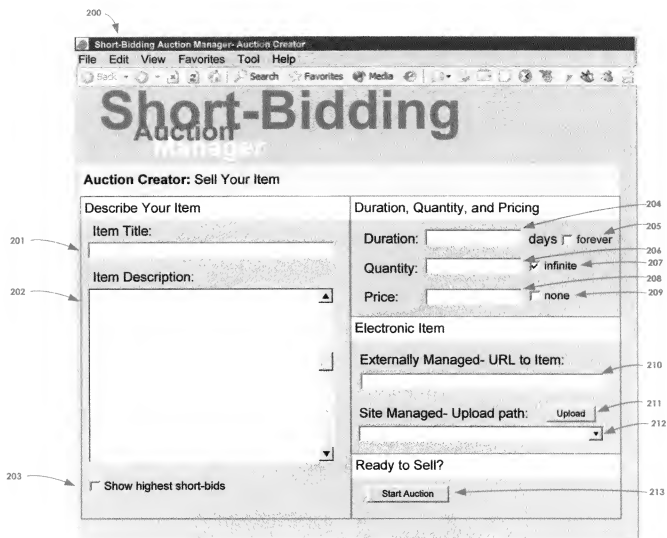 200
Short-Bidding Auction Manager- Auction Creator
File Edit View Favorites Tool Help
Back Search Favorites Media
Short-Bidding
Auction
Manager
Auction Creator: Sell Your Item
Describe Your Item
Item Title:
201
Item Description:
202
203
Show highest short-bids
Duration, Quantity, and Pricing
204
Duration: days forever
205
206
Quantity: infinite
207
208
Price: none
209
Electronic Item
Externally Managed- URL to Item:
210
Site Managed- Upload path: Upload
211
212
Ready to Sell?
Start Auction
213